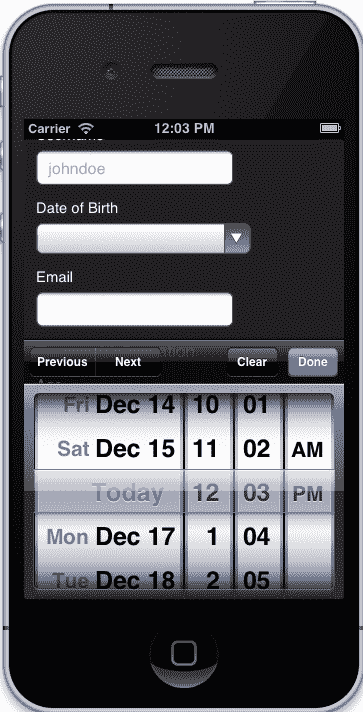 Carrier 12:03 PM
Username
johndoe
Date of Birth
Email
Previous Next Clear Done
Fri Dec 14 10 01
Sat Dec 15 11 02 AM
Today 12 03 PM
Mon Dec 17 1 04
Tue Dec 18 2 05